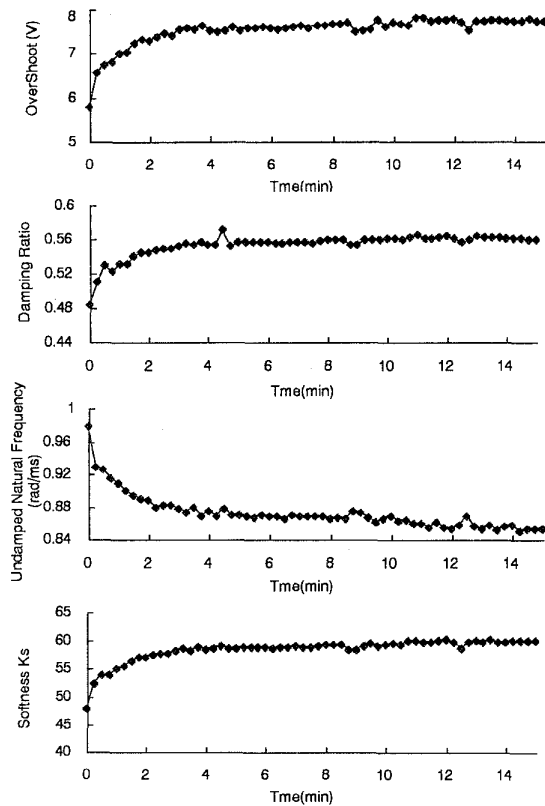 OverShoot (V)
8
7
6
5
0 2 4 6 8 10 12 14
Tme(min)
Damping Ratio
0.6
0.56
0.52
0.48
0.44
0 2 4 6 8 10 12 14
Tme(min)
Undamped Natural Frequency
(rad/ms)
1
0.96
0.92
0.88
0.84
0 2 4 6 8 10 12 14
Tme(min)
Softness Ks
65
60
55
50
45
40
0 2 4 6 8 10 12 14
Tme(min)